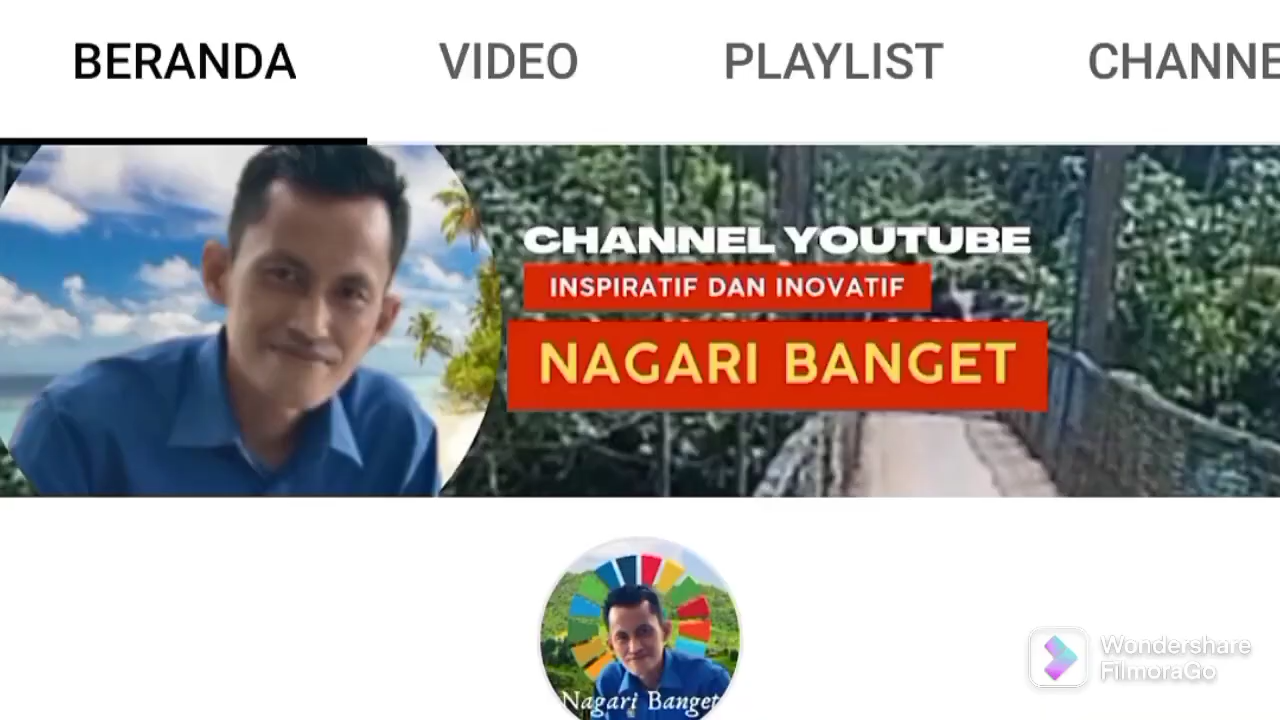 BERANDA VIDEO PLAYLIST CHANNE
CHANNEL YOUTUBE
INSPIRATIF DAN INOVATIF
NAGARI BANGET
Nagari Banget
Wondershare
FilmoraGo